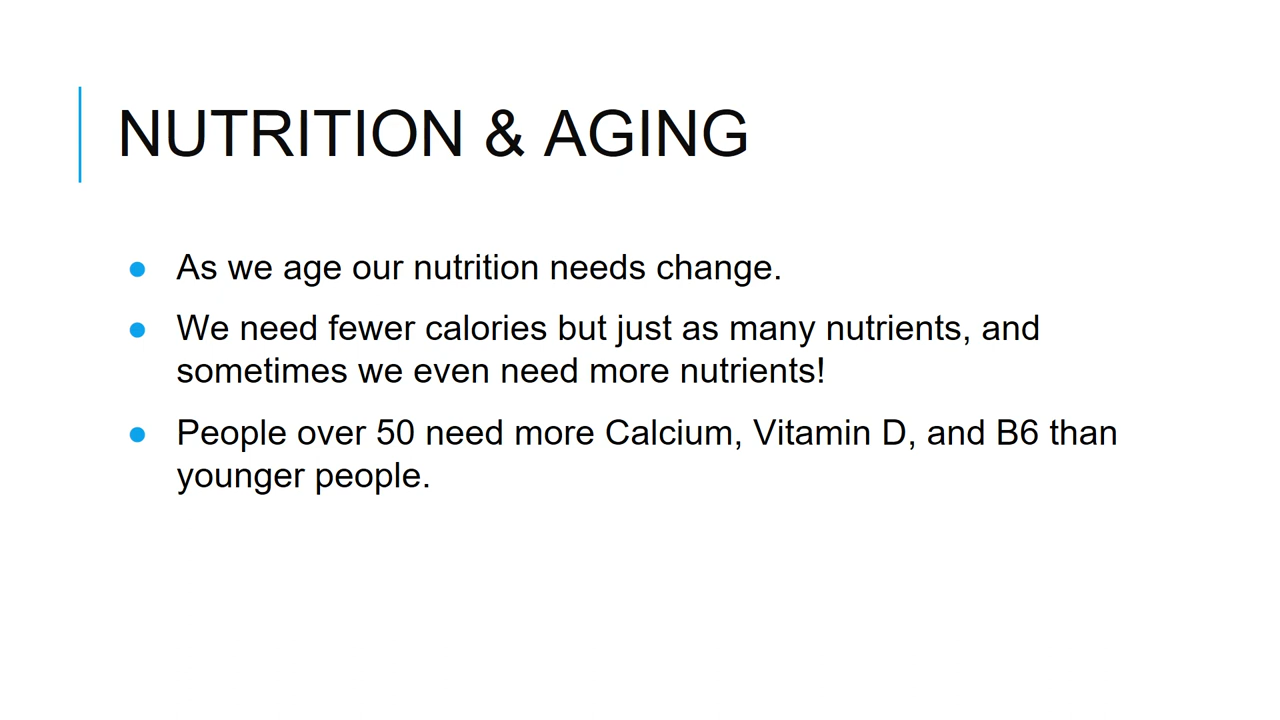 NUTRITION & AGING
As we age our nutrition needs change.
We need fewer calories but just as many nutrients, and
sometimes we even need more nutrients!
People over 50 need more Calcium, Vitamin D, and B6 than
younger people.